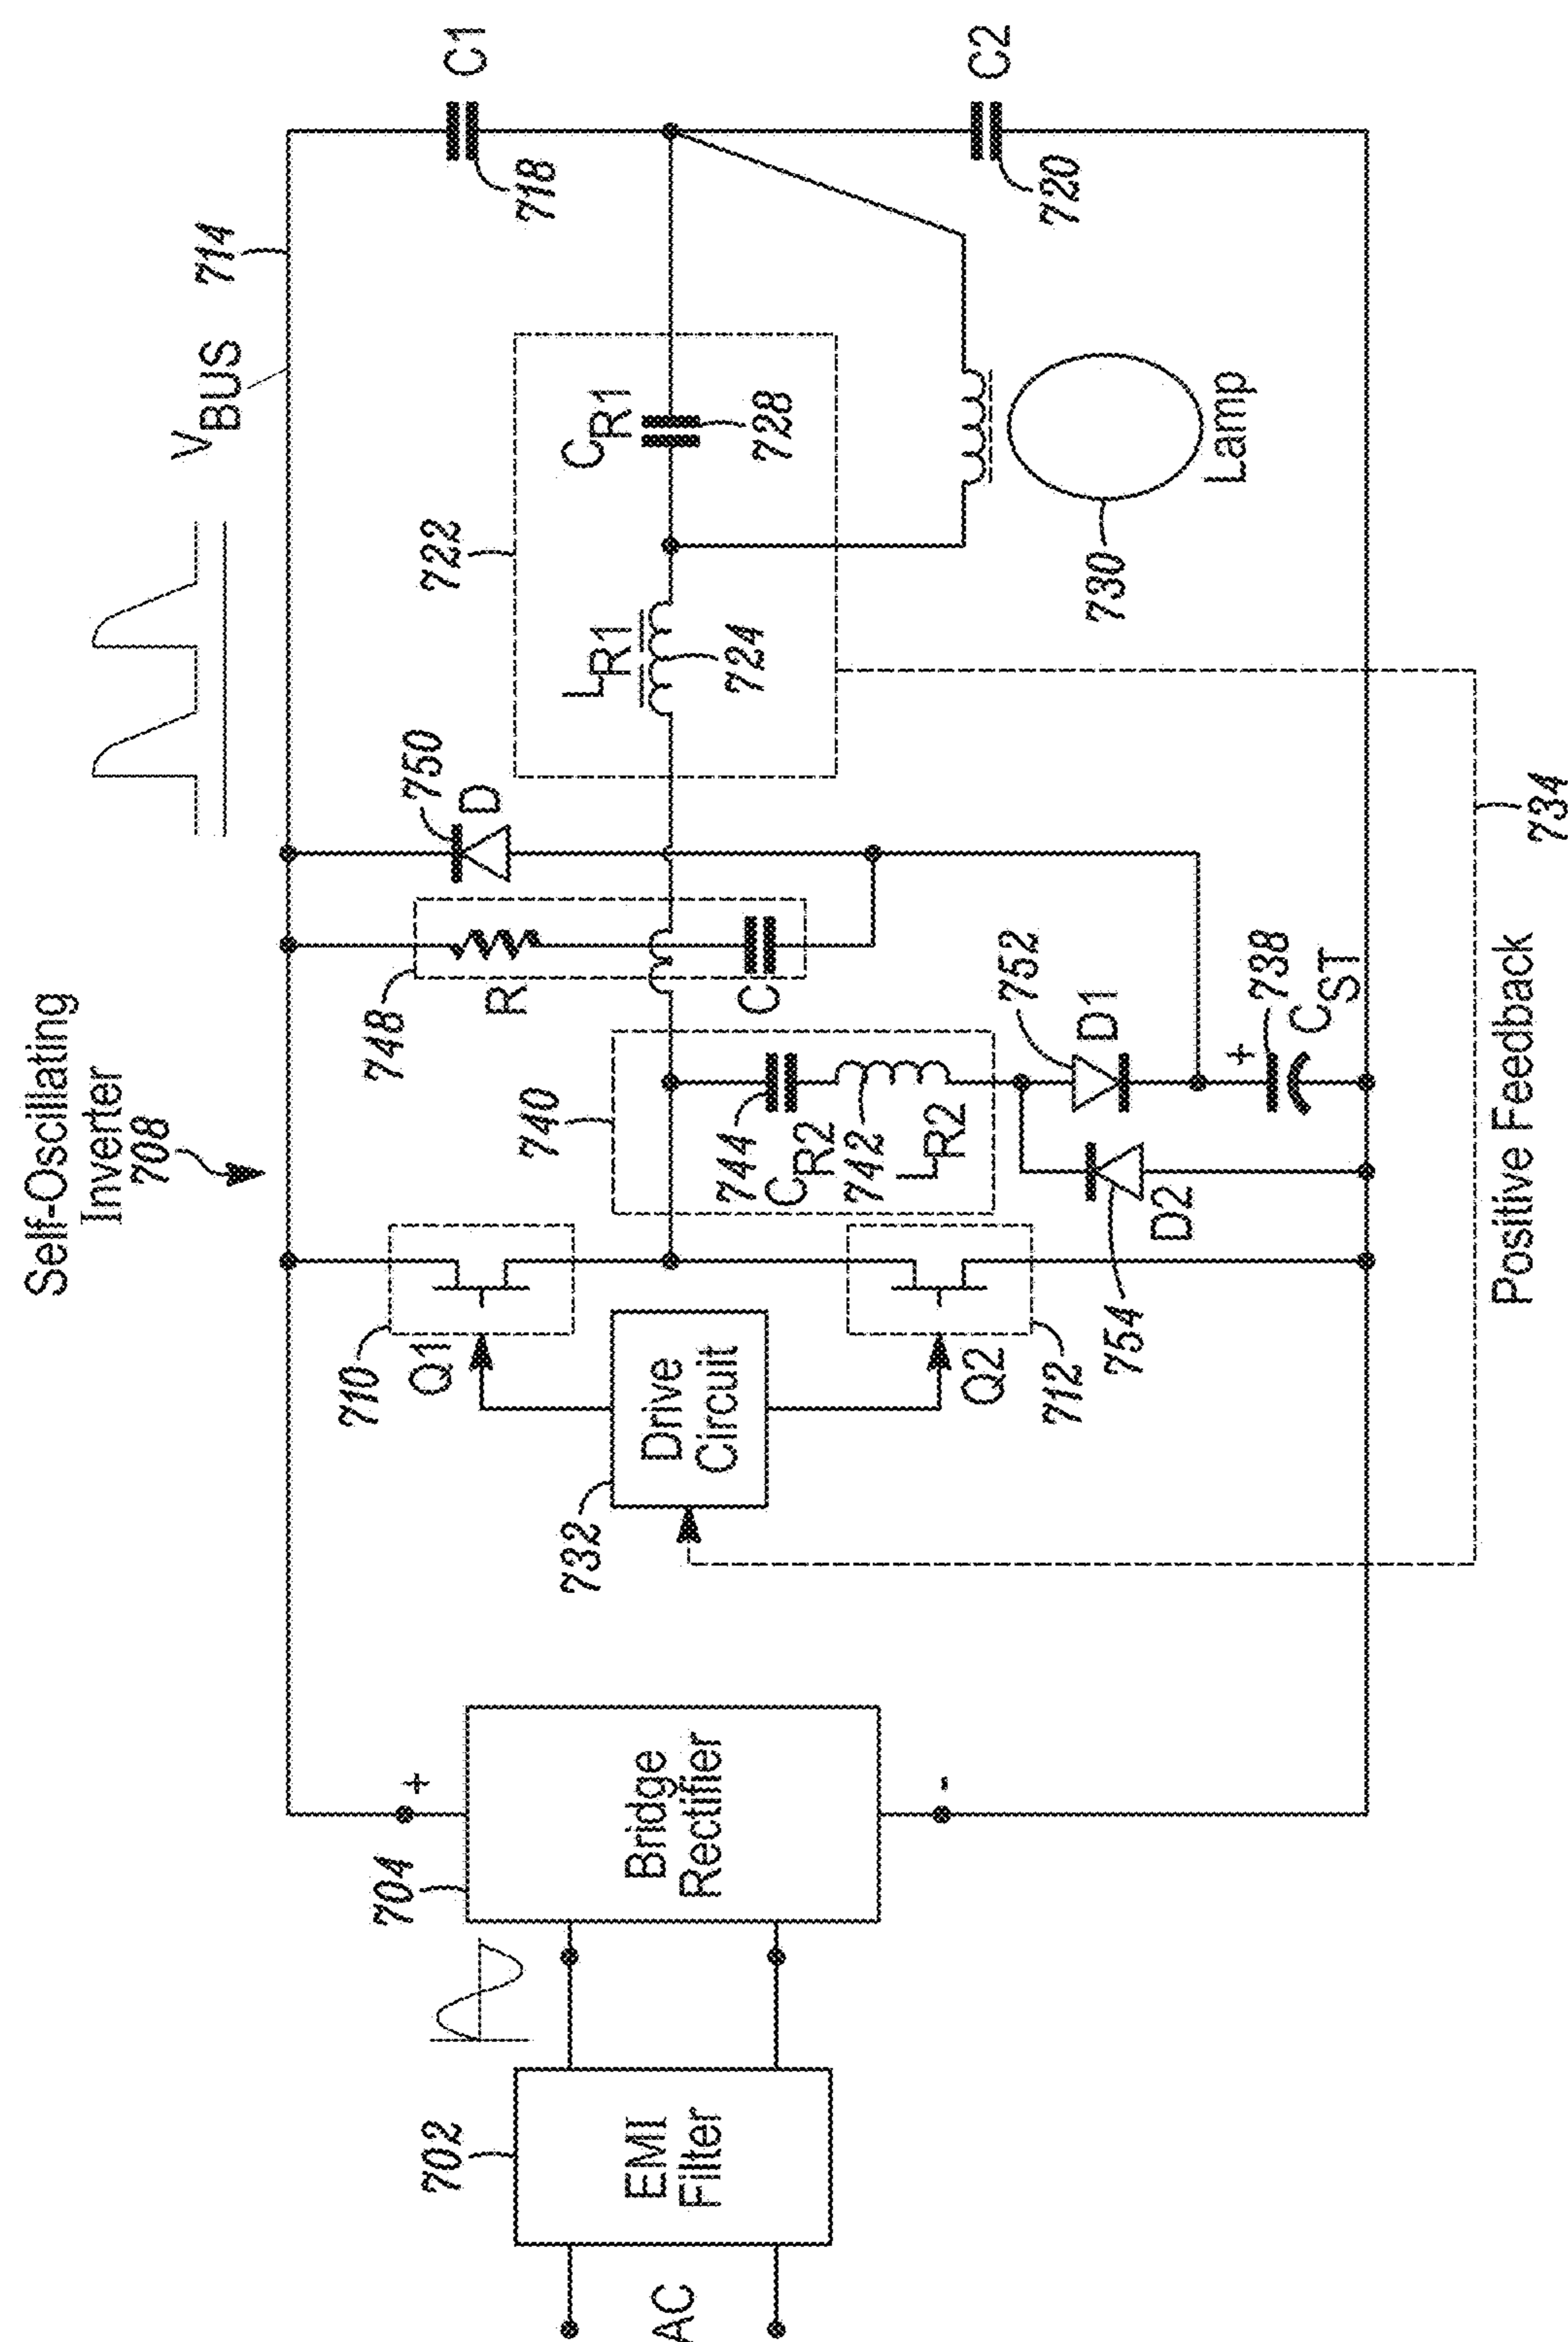 Self-Oscillating
Inverter
708
V BUS
714
C1
718
C2
720
722
C R1
728
L R1
724
Lamp
730
750
D
748
R
C
740
744
C R2
742
L R2
752
D1
754
D2
738
+
C ST
710
Q1
712
Q2
732
Drive
Circuit
734
Positive Feedback
704
Bridge
Rectifier
+
-
702
EMI
Filter
AC